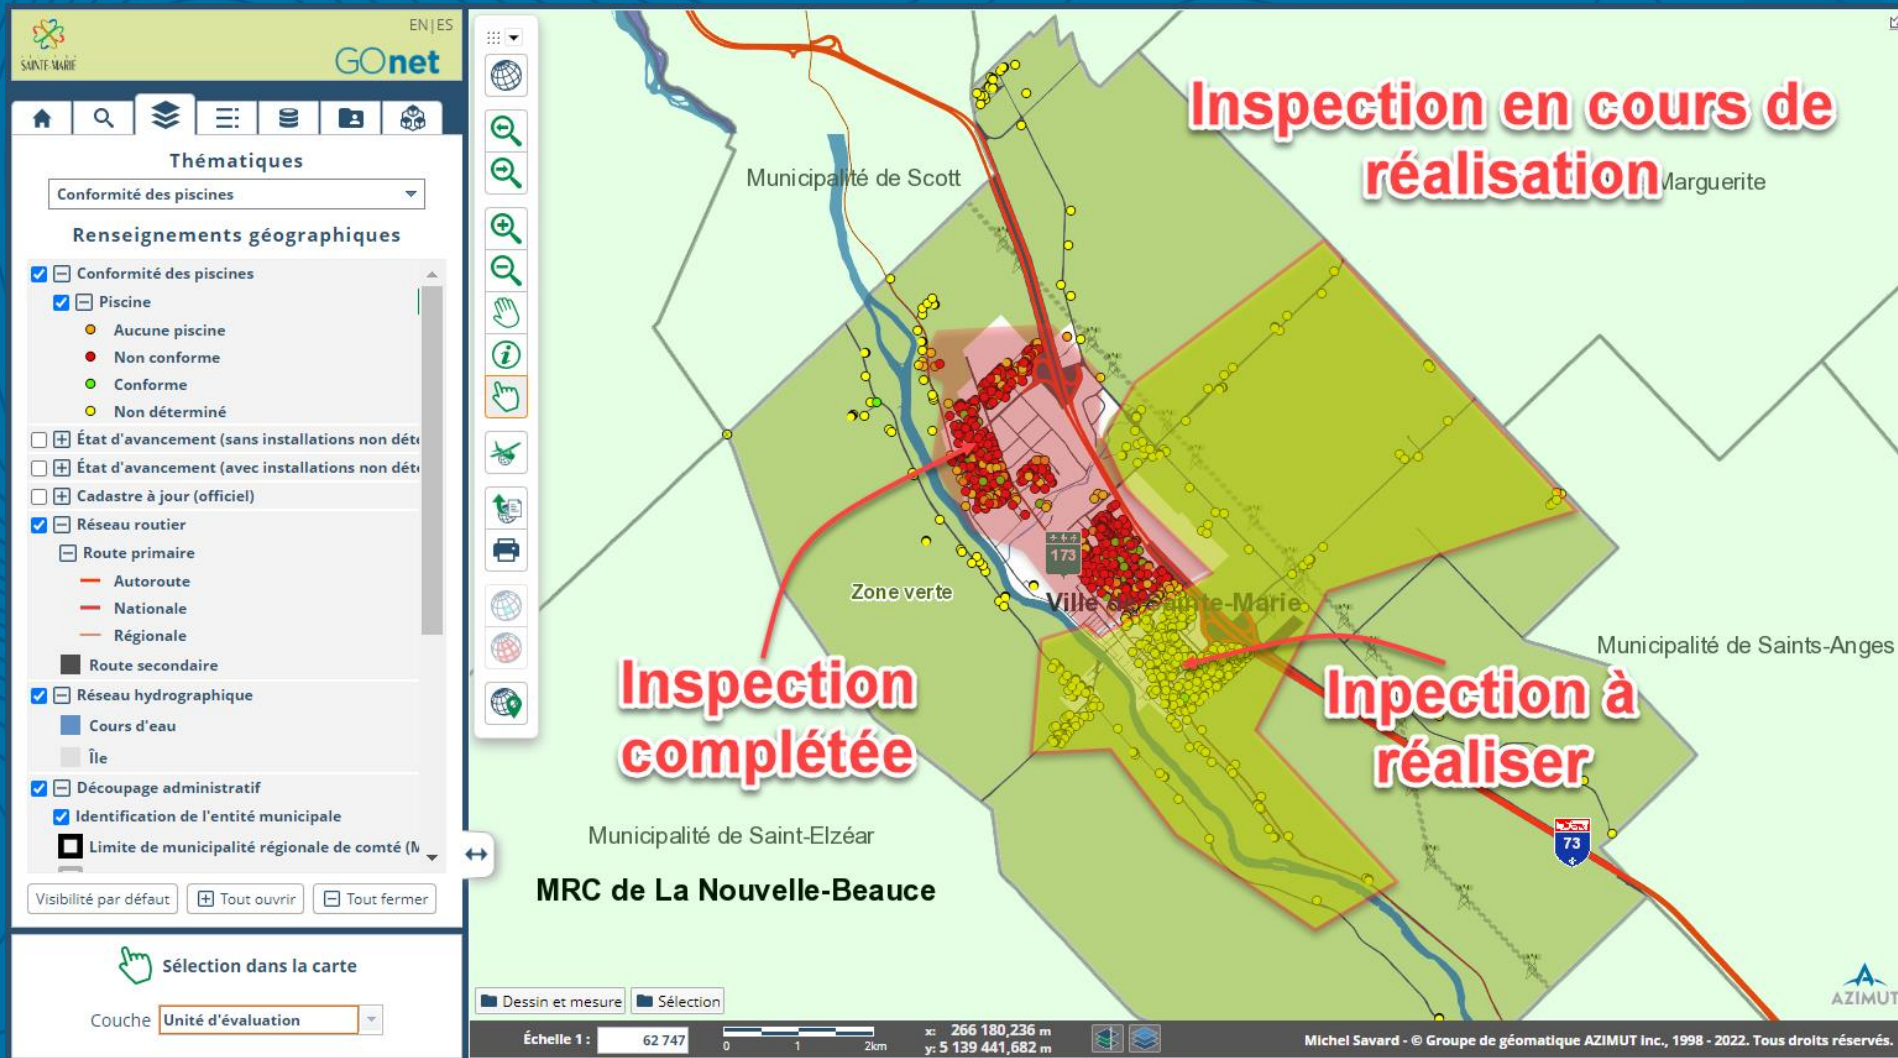 EN|ES
SAINTE-MARIE
GOnet
Thématiques
Conformité des piscines
Renseignements géographiques
Conformité des piscines
Piscine
Aucune piscine
Non conforme
Conforme
Non déterminé
État d'avancement (sans installations non dét
État d'avancement (avec installations non dét
Cadastre à jour (officiel)
Réseau routier
Route primaire
Autoroute
Nationale
Régionale
Route secondaire
Réseau hydrographique
Cours d'eau
Île
Découpage administratif
Identification de l'entité municipale
Limite de municipalité régionale de comté (M
Visibilité par défaut
Tout ouvrir
Tout fermer
Sélection dans la carte
Couche
Unité d'évaluation
Inspection en cours de
réalisation
Marguerite
Municipalité de Scott
173
Zone verte
Ville de Sainte-Marie
Municipalité de Saints-Anges
Inspection
complétée
Inpection à
réaliser
73
Municipalité de Saint-Elzéar
MRC de La Nouvelle-Beauce
AZIMUT
Dessin et mesure
Sélection
Échelle 1 :
62 747
0 1 2km
x: 266 180,236 m
y: 5 139 441,682 m
Michel Savard - © Groupe de géomatique AZIMUT Inc., 1998 - 2022. Tous droits réservés.